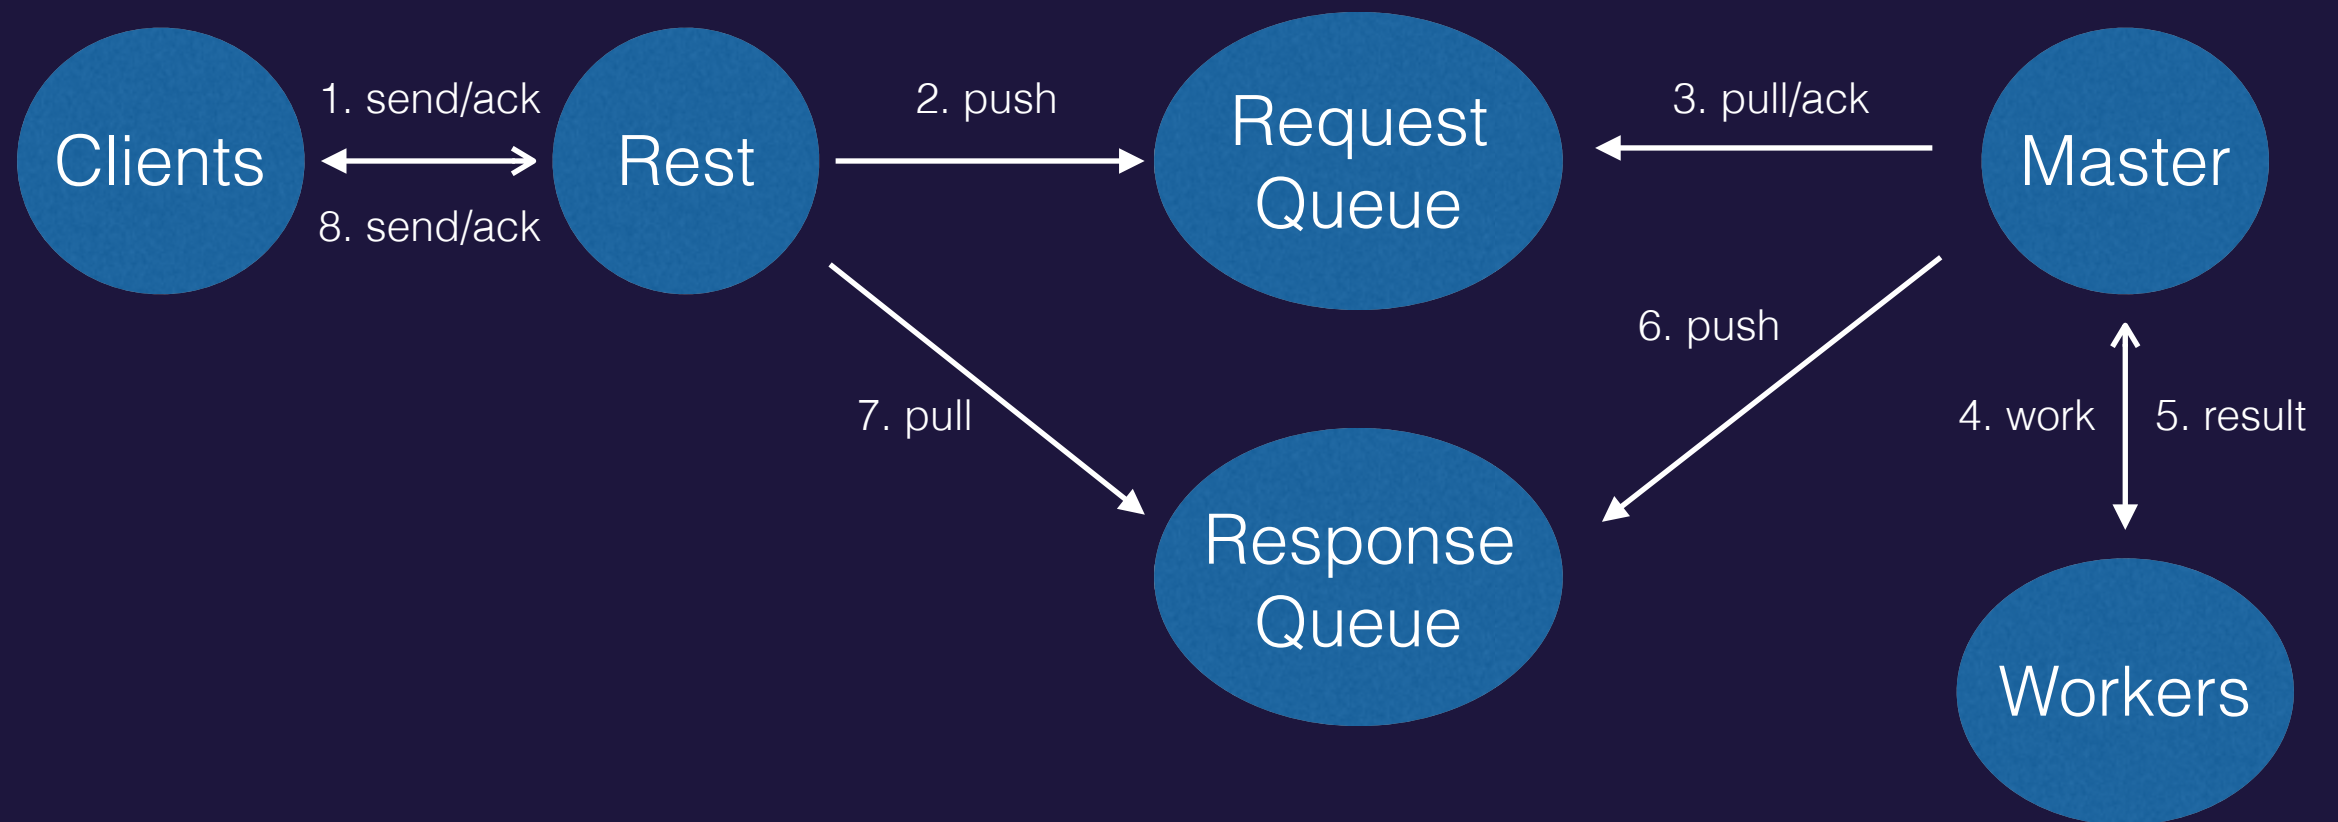 Clients
1. send/ack
8. send/ack
Rest
2. push
Request
Queue
3. pull/ack
Master
6. push
7. pull
4. work
5. result
Response
Queue
Workers